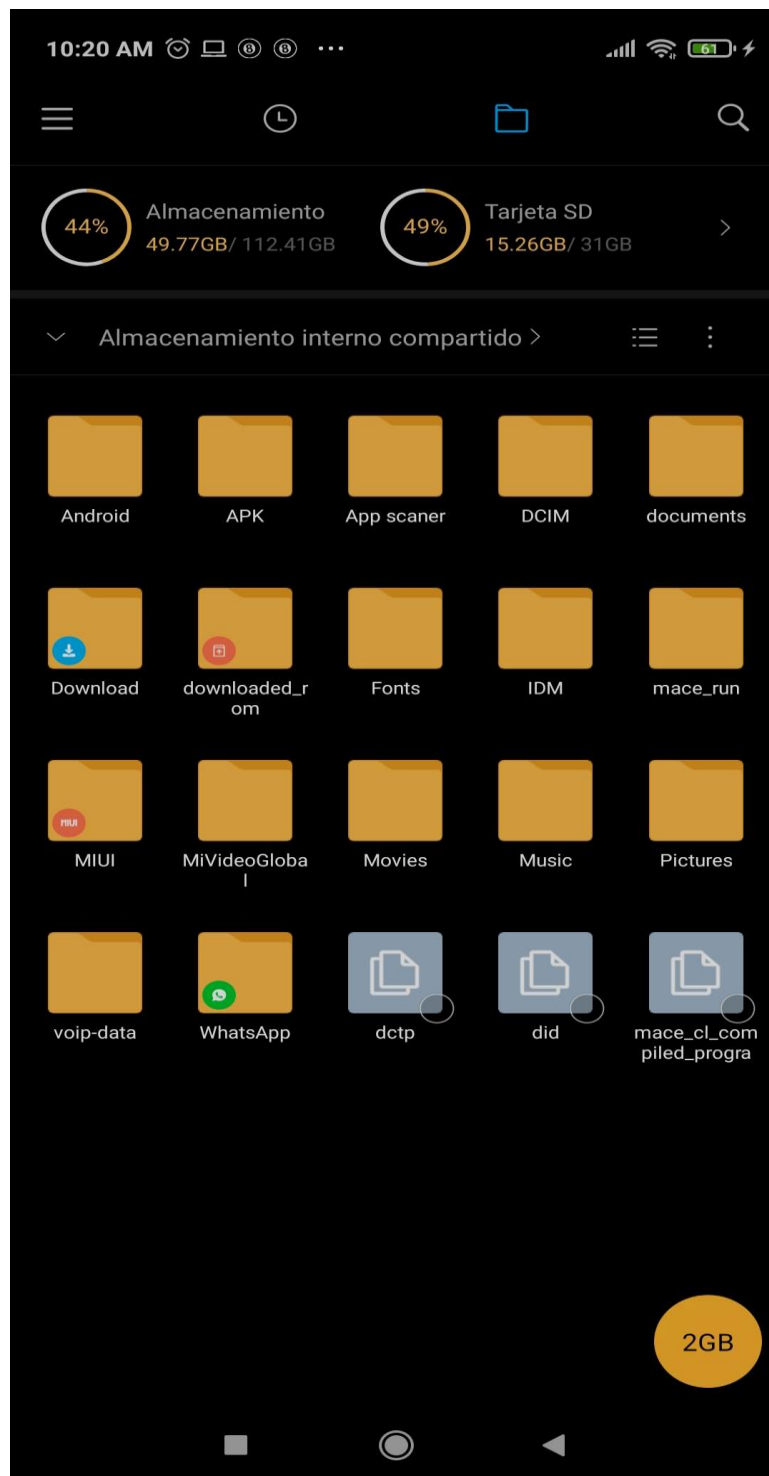 10:20 AM
61
44%
Almacenamiento
49.77GB/ 112.41GB
49%
Tarjeta SD
15.26GB/ 31GB
Almacenamiento interno compartido >
Android
APK
App scaner
DCIM
documents
Download
downloaded_r
om
Fonts
IDM
mace_run
MIUI
MIUI
MiVideoGloba
l
Movies
Music
Pictures
voip-data
WhatsApp
dctp
did
mace_cl_com
piled_progra
2GB